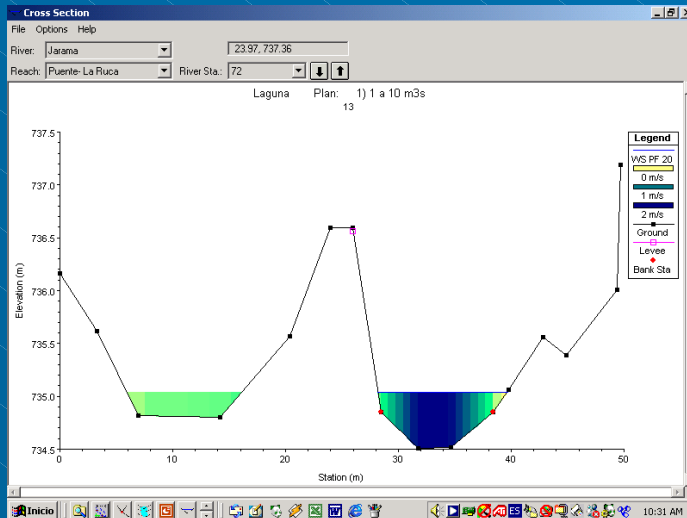 Cross Section
File Options Help
River: Jarama 23.97, 737.36
Reach: Puente- La Ruca River Sta.: 72
Laguna Plan: 1) 1 a 10 m3s
13
737.5
737.0
736.5
736.0
735.5
735.0
734.5
Elevation (m)
0 10 20 30 40 50
Station (m)
Legend
WS PF 20
0 m/s
1 m/s
2 m/s
Ground
Levee
Bank Sta
Inicio ES 10:31 AM